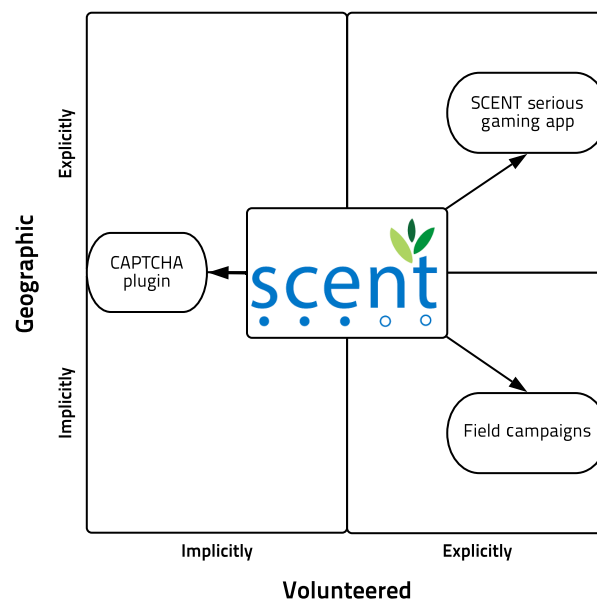 SCENT serious
gaming app
Explicitly
Geographic
CAPTCHA
plugin
scent
Implicitly
Field campaigns
Implicitly
Explicitly
Volunteered